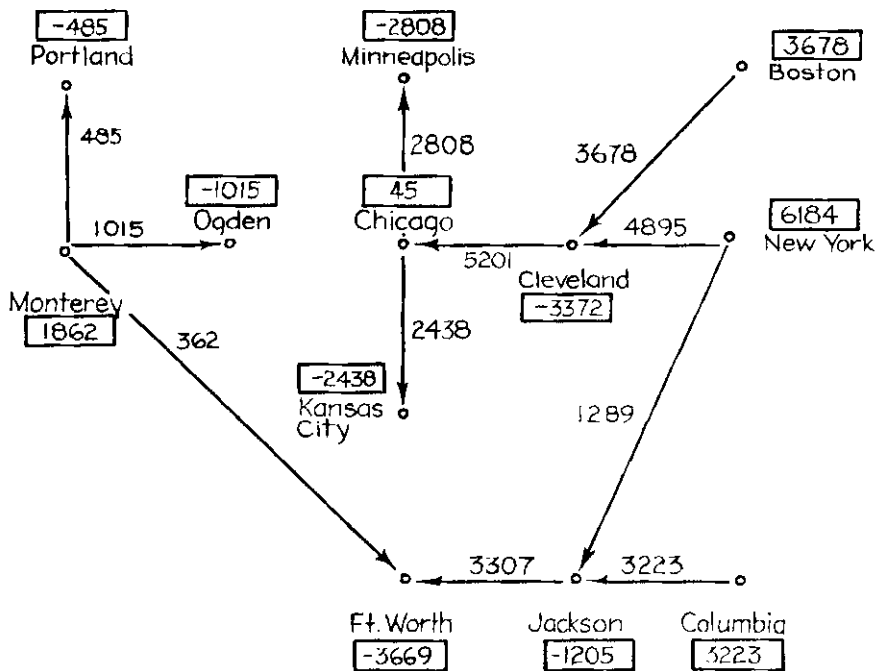 -485
Portland
-2808
Minneapolis
3678
Boston
485
2808
3678
-1015
Ogden
45
Chicago
6184
New York
1015
4895
5201
Cleveland
-3372
Monterey
1862
362
2438
-2438
Kansas
City
1289
3307
3223
Ft. Worth
-3669
Jackson
-1205
Columbia
3223